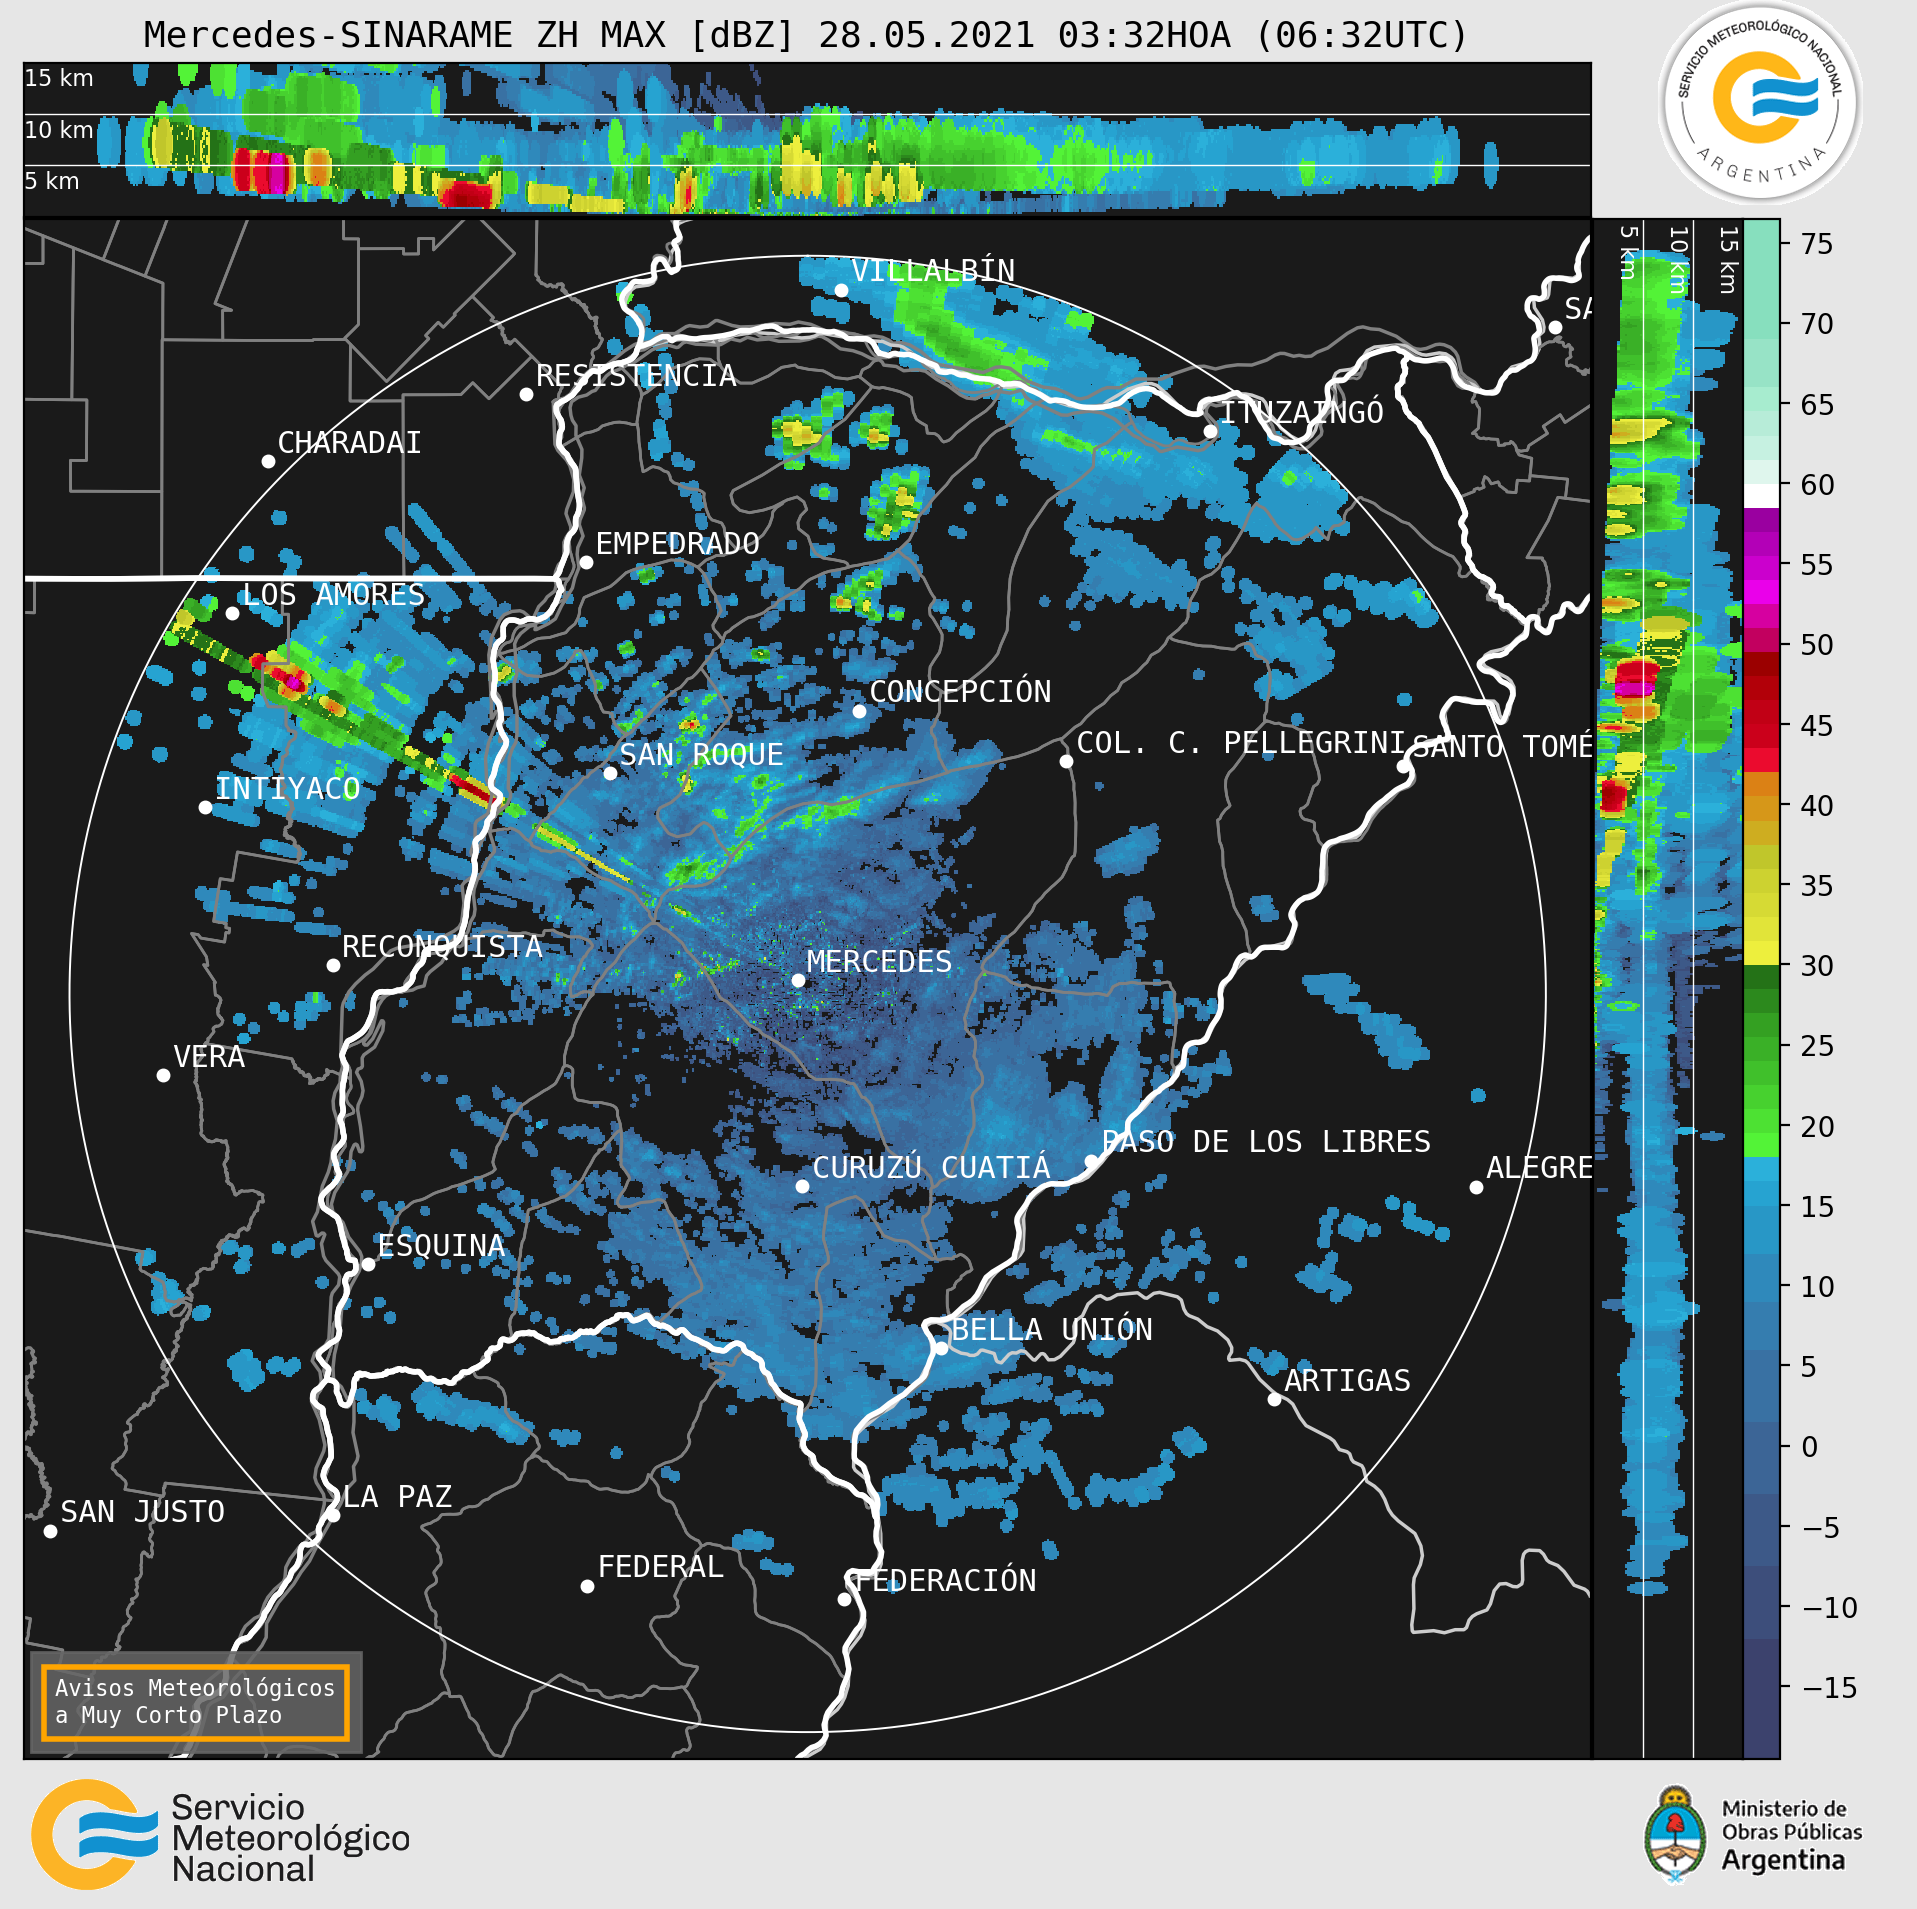 Mercedes-SINARAME ZH MAX [dBZ] 28.05.2021 03:32HOA (06:32UTC)
SERVICIO METEOROLÓGICO NACIONAL
ARGENTINA
15 km
10 km
5 km
5 km
10 km
15 km
VILLALBÍN
SA
RESISTENCIA
ITUZAINGÓ
CHARADAI
EMPEDRADO
LOS AMORES
CONCEPCIÓN
SAN ROQUE
COL. C. PELLEGRINI
SANTO TOMÉ
INTIYACO
RECONQUISTA
MERCEDES
VERA
PASO DE LOS LIBRES
CURUZÚ CUATIÁ
ALEGRE
ESQUINA
BELLA UNIÓN
ARTIGAS
LA PAZ
SAN JUSTO
FEDERAL
FEDERACIÓN
75
70
65
60
55
50
45
40
35
30
25
20
15
10
5
0
−5
−10
−15
Avisos Meteorológicos
a Muy Corto Plazo
Servicio
Meteorológico
Nacional
Ministerio de
Obras Públicas
Argentina